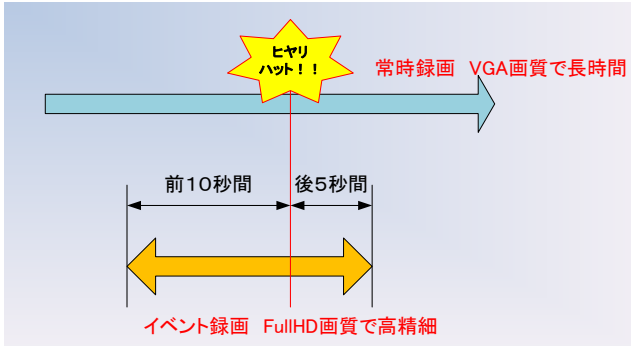 ヒヤリ
ハット！！
常時録画　VGA画質で長時間
前１０秒間
後５秒間
イベント録画　FullHD画質で高精細